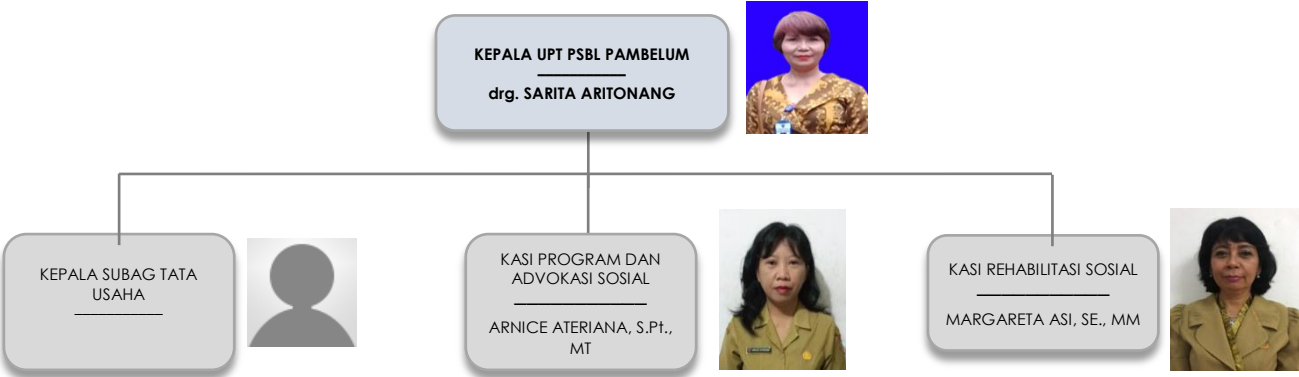 KEPALA UPT PSBL PAMBELUM
drg. SARITA ARITONANG
KEPALA SUBAG TATA
USAHA
KASI PROGRAM DAN
ADVOKASI SOSIAL
ARNICE ATERIANA, S.Pt.,
MT
KASI REHABILITASI SOSIAL
MARGARETA ASI, SE., MM